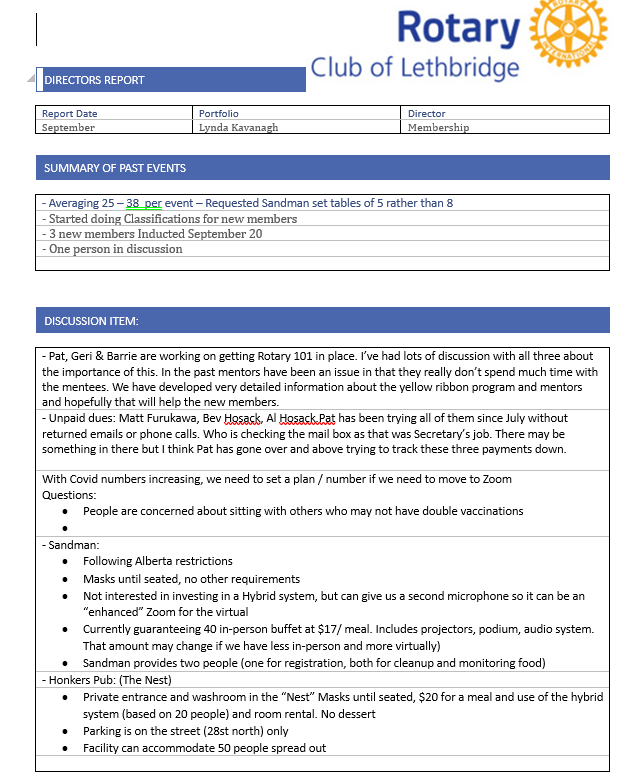 Rotary
Club of Lethbridge
ROTARY
INTERNATIONAL
DIRECTORS REPORT
Report Date Portfolio Director
September Lynda Kavanagh Membership
SUMMARY OF PAST EVENTS
- Averaging 25 – 38 per event – Requested Sandman set tables of 5 rather than 8
- Started doing Classifications for new members
- 3 new members Inducted September 20
- One person in discussion
DISCUSSION ITEM:
- Pat, Geri & Barrie are working on getting Rotary 101 in place. I've had lots of discussion with all three about
the importance of this. In the past mentors have been an issue in that they really don't spend much time with
the mentees. We have developed very detailed information about the yellow ribbon program and mentors
and hopefully that will help the new members.
- Unpaid dues: Matt Furukawa, Bev Hosack, Al Hosack.Pat has been trying all of them since July without
returned emails or phone calls. Who is checking the mail box as that was Secretary's job. There may be
something in there but I think Pat has gone over and above trying to track these three payments down.
With Covid numbers increasing, we need to set a plan / number if we need to move to Zoom
Questions:
• People are concerned about sitting with others who may not have double vaccinations
•
- Sandman:
• Following Alberta restrictions
• Masks until seated, no other requirements
• Not interested in investing in a Hybrid system, but can give us a second microphone so it can be an
"enhanced" Zoom for the virtual
• Currently guaranteeing 40 in-person buffet at $17/ meal. Includes projectors, podium, audio system.
That amount may change if we have less in-person and more virtually)
• Sandman provides two people (one for registration, both for cleanup and monitoring food)
- Honkers Pub: (The Nest)
• Private entrance and washroom in the "Nest" Masks until seated, $20 for a meal and use of the hybrid
system (based on 20 people) and room rental. No dessert
• Parking is on the street (28st north) only
• Facility can accommodate 50 people spread out